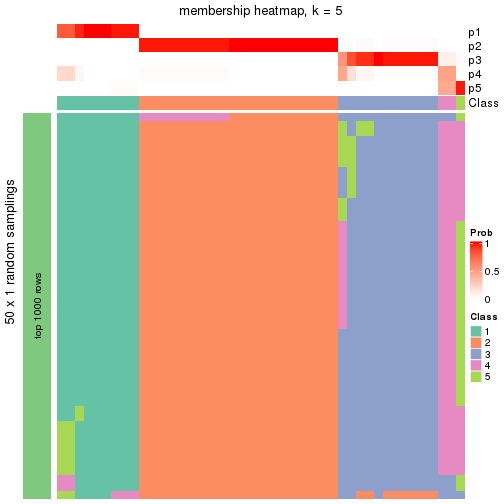 membership heatmap, k = 5
p1
p2
p3
p4
p5
Class
50 x 1 random samplings
top 1000 rows
Prob
1
0.5
0
Class
1
2
3
4
5